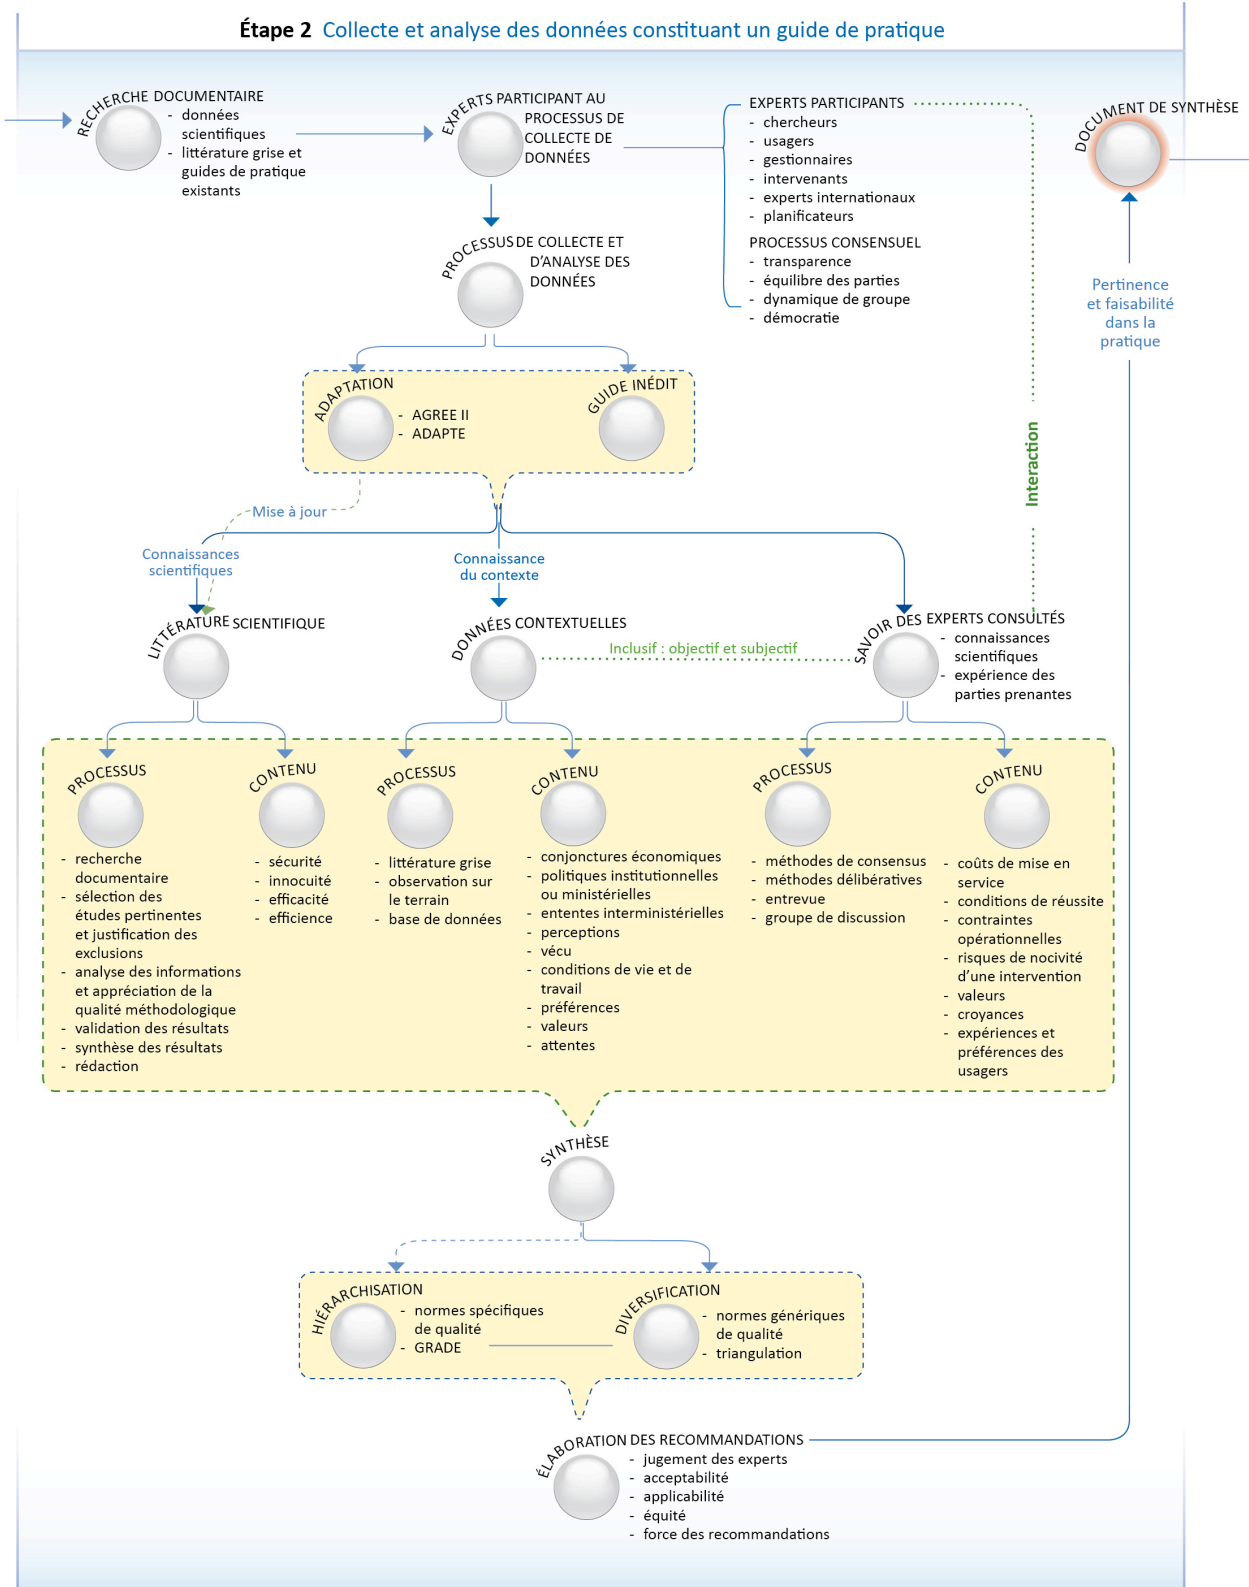 Étape 2 Collecte et analyse des données constituant un guide de pratique
RECHERCHE DOCUMENTAIRE
- données
scientifiques
- littérature grise et
guides de pratique
existants
EXPERTS PARTICIPANT AU
PROCESSUS DE
COLLECTE DE
DONNÉES
EXPERTS PARTICIPANTS
- chercheurs
- usagers
- gestionnaires
- intervenants
- experts internationaux
- planificateurs
PROCESSUS CONSENSUEL
- transparence
- équilibre des parties
- dynamique de groupe
- démocratie
DOCUMENT DE SYNTHÈSE
Pertinence
et faisabilité
dans la
pratique
Interaction
PROCESSUS DE COLLECTE ET
D'ANALYSE DES
DONNÉES
ADAPTATION
- AGREE II
- ADAPTE
GUIDE INÉDIT
Mise à jour
Connaissances
scientifiques
Connaissance
du contexte
LITTÉRATURE SCIENTIFIQUE
DONNÉES CONTEXTUELLES
Inclusif : objectif et subjectif
SAVOIR DES EXPERTS CONSULTÉS
- connaissances
scientifiques
- expérience des
parties prenantes
PROCESSUS
- recherche
documentaire
- sélection des
études pertinentes
et justification des
exclusions
- analyse des informations
et appréciation de la
qualité méthodologique
- validation des résultats
- synthèse des résultats
- rédaction
CONTENU
- sécurité
- innocuité
- efficacité
- efficience
PROCESSUS
- littérature grise
- observation sur
le terrain
- base de données
CONTENU
- conjonctures économiques
- politiques institutionnelles
ou ministérielles
- ententes interministérielles
- perceptions
- vécu
- conditions de vie et de
travail
- préférences
- valeurs
- attentes
PROCESSUS
- méthodes de consensus
- méthodes délibératives
- entrevue
- groupe de discussion
CONTENU
- coûts de mise en
service
- conditions de réussite
- contraintes
opérationnelles
- risques de nocivité
d'une intervention
- valeurs
- croyances
- expériences et
préférences des
usagers
SYNTHÈSE
HIÉRARCHISATION
- normes spécifiques
de qualité
- GRADE
DIVERSIFICATION
- normes génériques
de qualité
- triangulation
ÉLABORATION DES RECOMMANDATIONS
- jugement des experts
- acceptabilité
- applicabilité
- équité
- force des recommandations